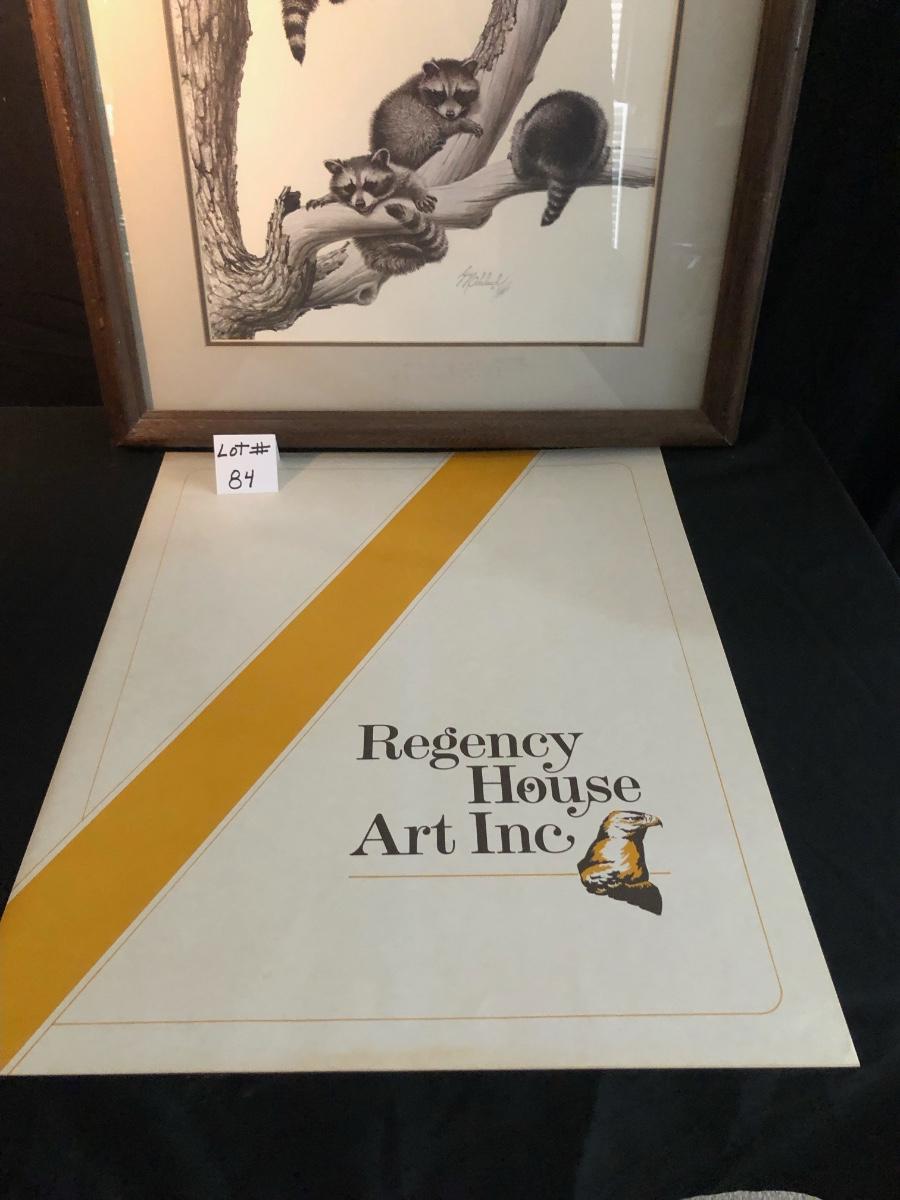 Lot #
84
Regency
House
Art Inc